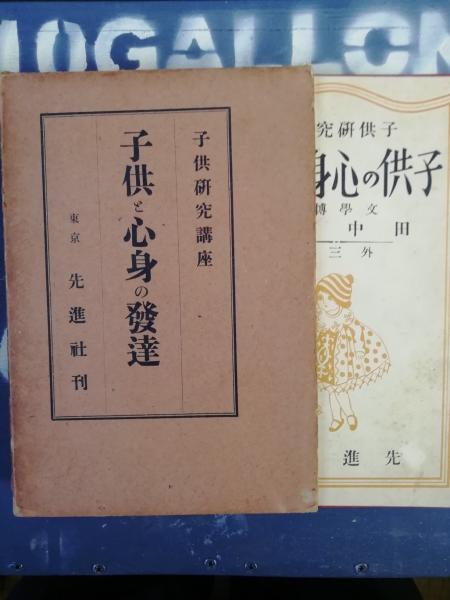 10GALLON
子供研究講座
子供と心身の發達
東京 先進社刊
子供研究
子供の心身
文學博
田中
外三
先進